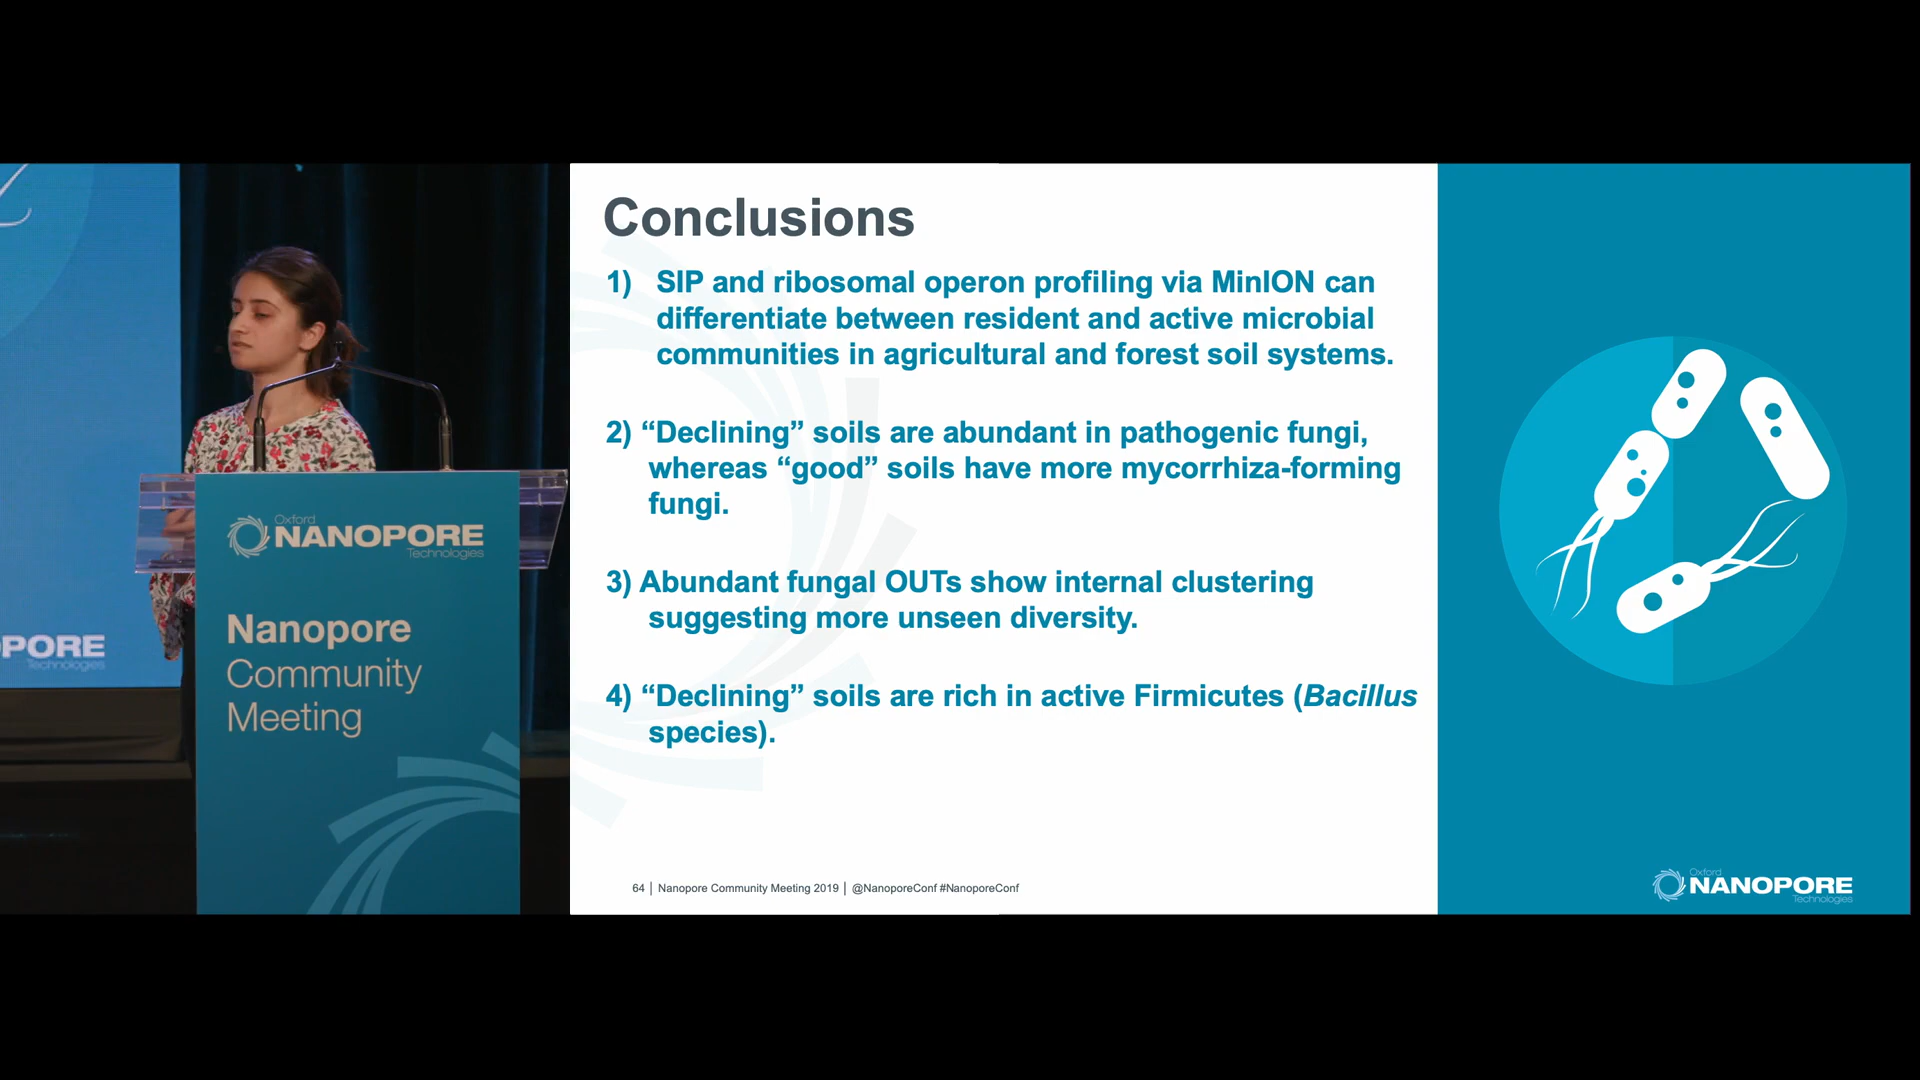 POPE
Technologies
Oxford
NANOPORE
Technologies
Nanopore
Community
Meeting
Conclusions
1) SIP and ribosomal operon profiling via MinION can
differentiate between resident and active microbial
communities in agricultural and forest soil systems.
2) “Declining” soils are abundant in pathogenic fungi,
whereas “good” soils have more mycorrhiza-forming
fungi.
3) Abundant fungal OUTs show internal clustering
suggesting more unseen diversity.
4) “Declining” soils are rich in active Firmicutes (Bacillus
species).
64 | Nanopore Community Meeting 2019 | @NanoporeConf #NanoporeConf
Oxford
NANOPORE
Technologies